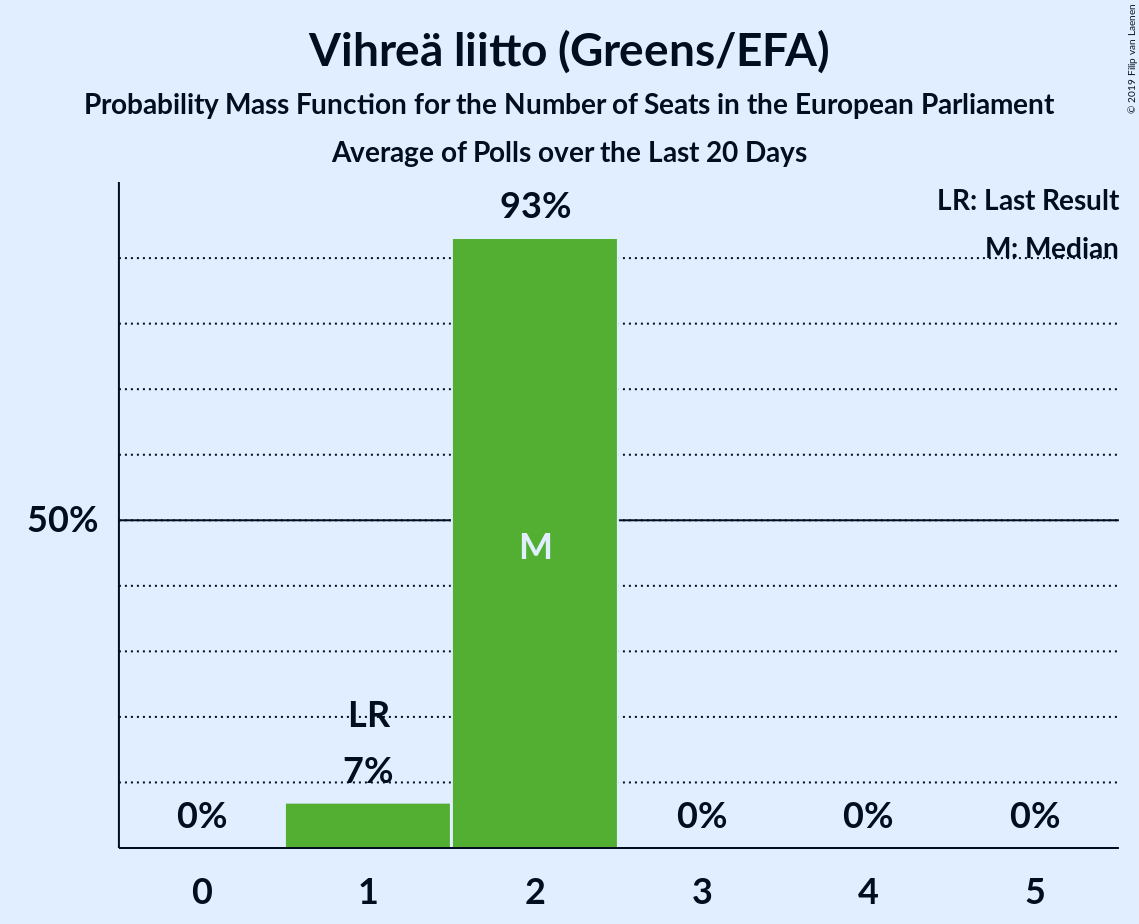 Vihreä liitto (Greens/EFA)
Probability Mass Function for the Number of Seats in the European Parliament
Average of Polls over the Last 20 Days
© 2019 Filip van Laenen
LR: Last Result
M: Median
93%
50%
M
LR
7%
0%
0%
0%
0%
0 1 2 3 4 5